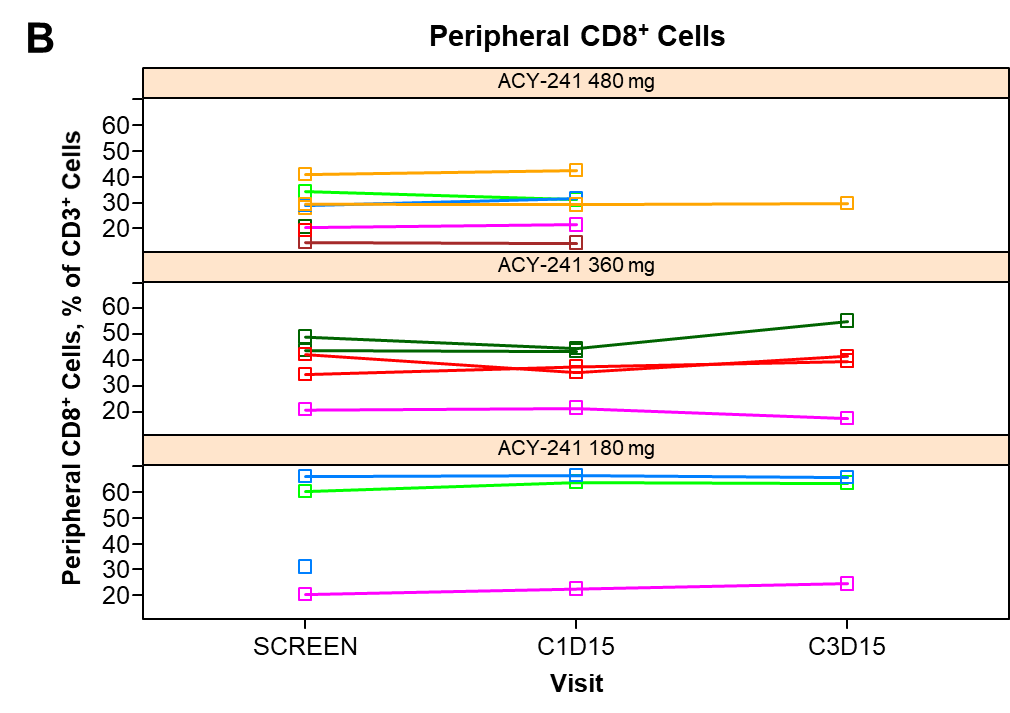 B
Peripheral CD8⁺ Cells
Peripheral CD8⁺ Cells, % of CD3⁺ Cells
ACY-241 480 mg
60
50
40
30
20
ACY-241 360 mg
60
50
40
30
20
ACY-241 180 mg
60
50
40
30
20
SCREEN C1D15 C3D15
Visit